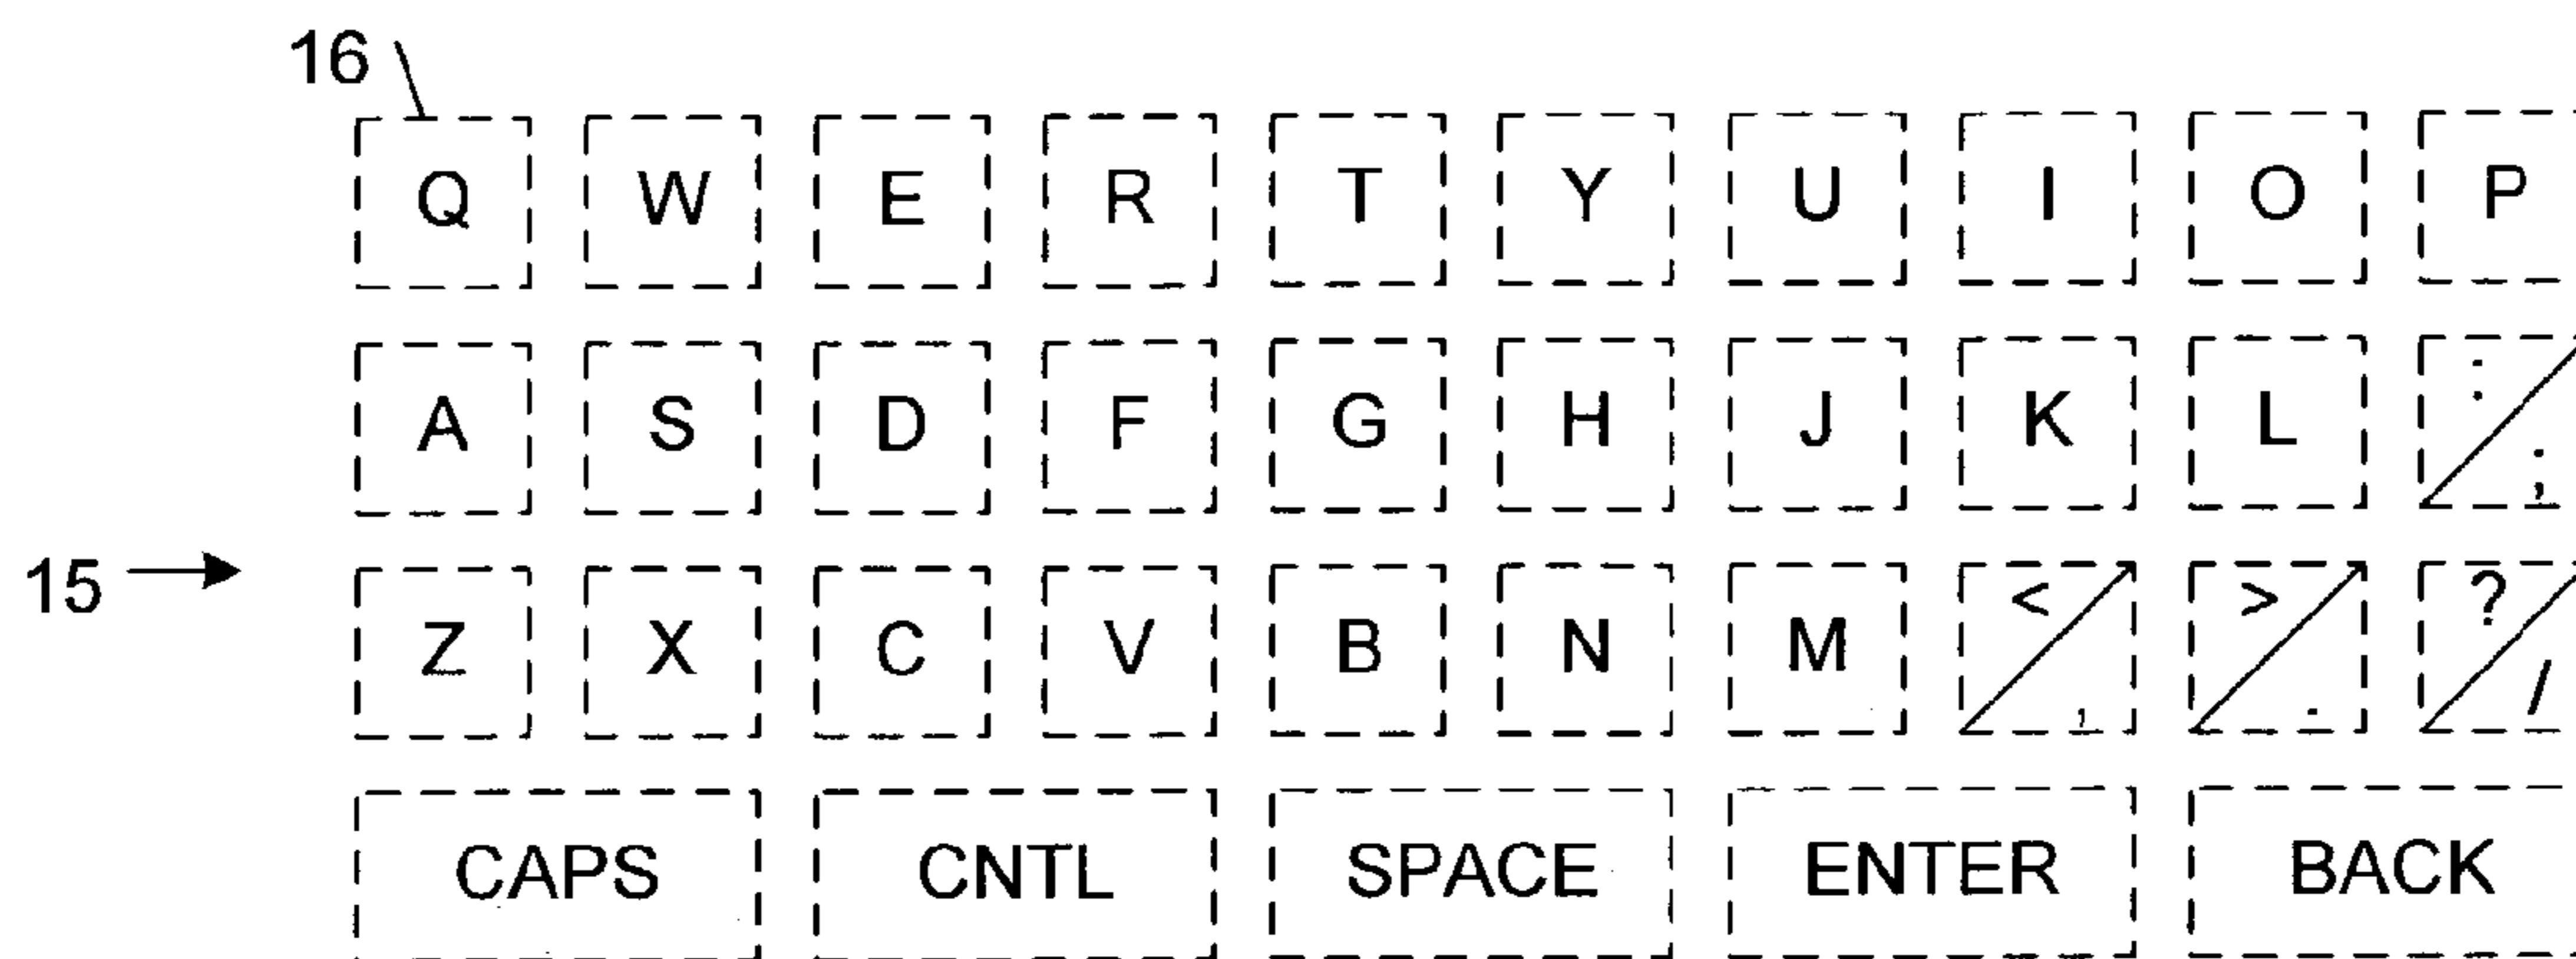 16
Q W E R T Y U I O P
A S D F G H J K L : ;
15
Z X C V B N M < , > . ? /
CAPS CNTL SPACE ENTER BACK